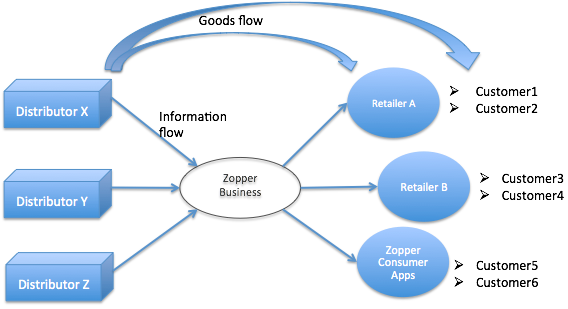 Goods flow
Distributor X
Information
flow
Retailer A
Customer1
Customer2
Distributor Y
Zopper
Business
Retailer B
Customer3
Customer4
Distributor Z
Zopper
Consumer
Apps
Customer5
Customer6